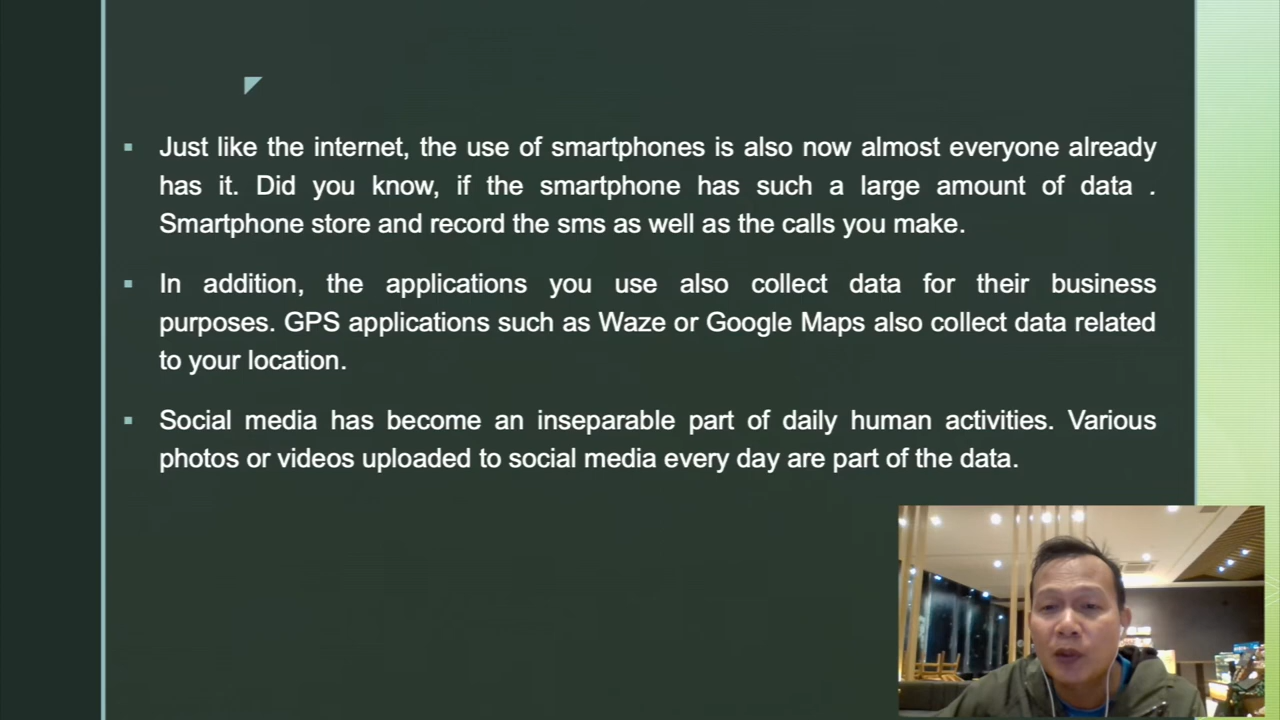 Just like the internet, the use of smartphones is also now almost everyone already
has it. Did you know, if the smartphone has such a large amount of data .
Smartphone store and record the sms as well as the calls you make.
In addition, the applications you use also collect data for their business
purposes. GPS applications such as Waze or Google Maps also collect data related
to your location.
Social media has become an inseparable part of daily human activities. Various
photos or videos uploaded to social media every day are part of the data.